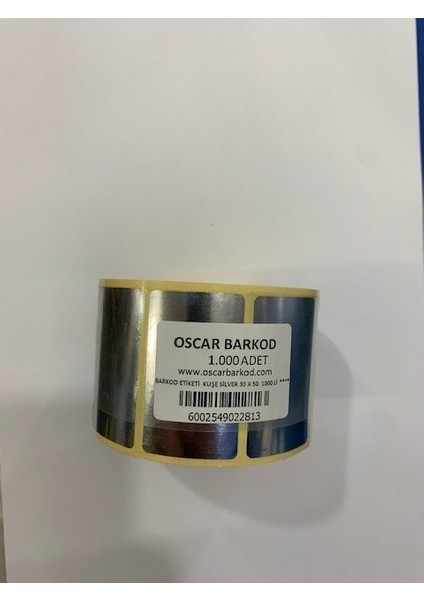 OSCAR BARKOD
1.000 ADET
www.oscarbarkod.com
BARKOD ETİKETİ KUŞE SİLVER 30 X 50 1000 Lİ ****
6002549022813